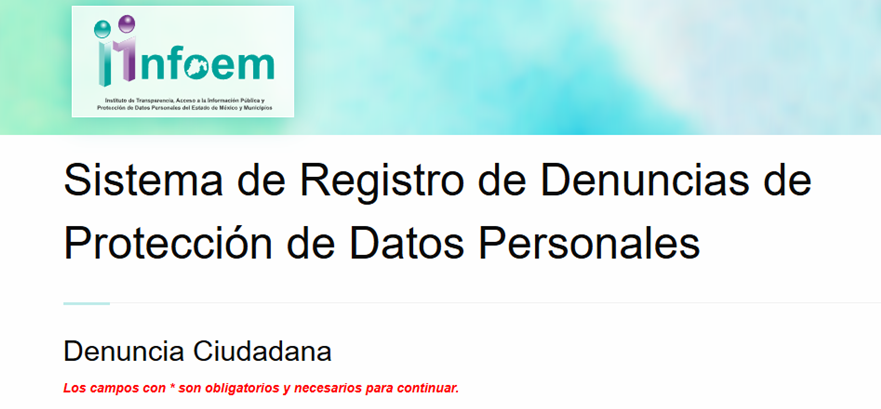 infoem
Instituto de Transparencia, Acceso a la Información Pública y
Protección de Datos Personales del Estado de México y Municipios
Sistema de Registro de Denuncias de
Protección de Datos Personales
Denuncia Ciudadana
Los campos con * son obligatorios y necesarios para continuar.